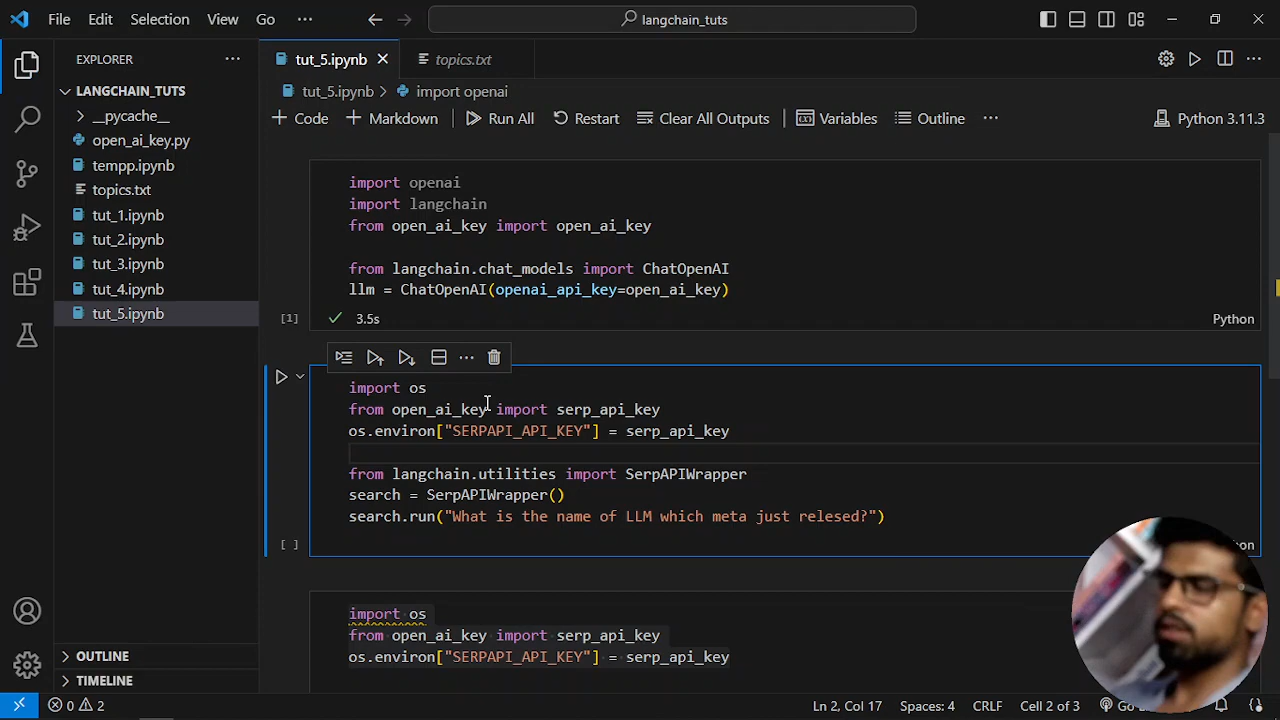 File Edit Selection View Go ··· langchain_tuts
EXPLORER ···
LANGCHAIN_TUTS
__pycache__
open_ai_key.py
tempp.ipynb
topics.txt
tut_1.ipynb
tut_2.ipynb
tut_3.ipynb
tut_4.ipynb
tut_5.ipynb
OUTLINE
TIMELINE
tut_5.ipynb topics.txt
tut_5.ipynb > import openai
+ Code + Markdown Run All Restart Clear All Outputs Variables Outline ··· Python 3.11.3
import openai
import langchain
from open_ai_key import open_ai_key
from langchain.chat_models import ChatOpenAI
llm = ChatOpenAI(openai_api_key=open_ai_key)
[1] 3.5s Python
import os
from open_ai_key import serp_api_key
os.environ["SERPAPI_API_KEY"] = serp_api_key
from langchain.utilities import SerpAPIWrapper
search = SerpAPIWrapper()
search.run("What is the name of LLM which meta just relesed?")
[ ]
import os
from open_ai_key import serp_api_key
os.environ["SERPAPI_API_KEY"] = serp_api_key
0 2 Ln 2, Col 17 Spaces: 4 CRLF Cell 2 of 3